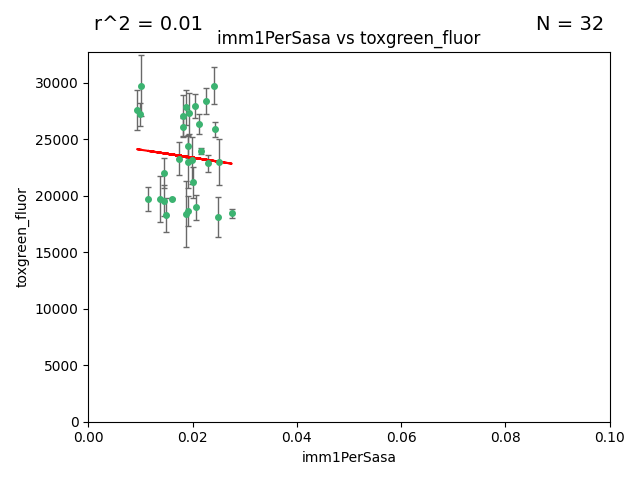 r^2 = 0.01
N = 32
imm1PerSasa vs toxgreen_fluor
30000
25000
20000
15000
10000
5000
0
toxgreen_fluor
0.00
0.02
0.04
0.06
0.08
0.10
imm1PerSasa